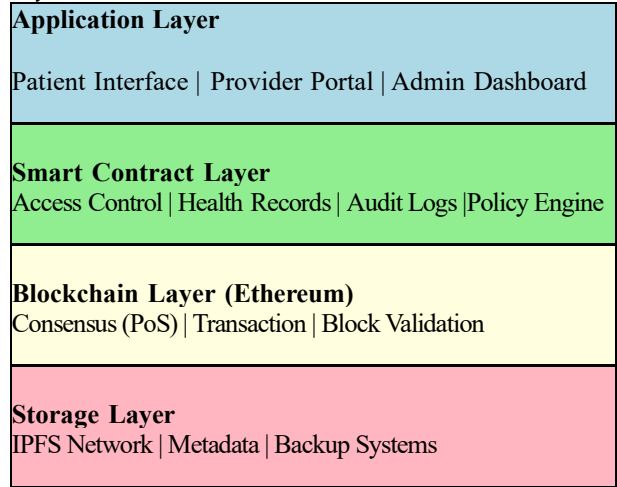 Application Layer
Patient Interface | Provider Portal | Admin Dashboard
Smart Contract Layer
Access Control | Health Records | Audit Logs |Policy Engine
Blockchain Layer (Ethereum)
Consensus (PoS) | Transaction | Block Validation
Storage Layer
IPFS Network | Metadata | Backup Systems